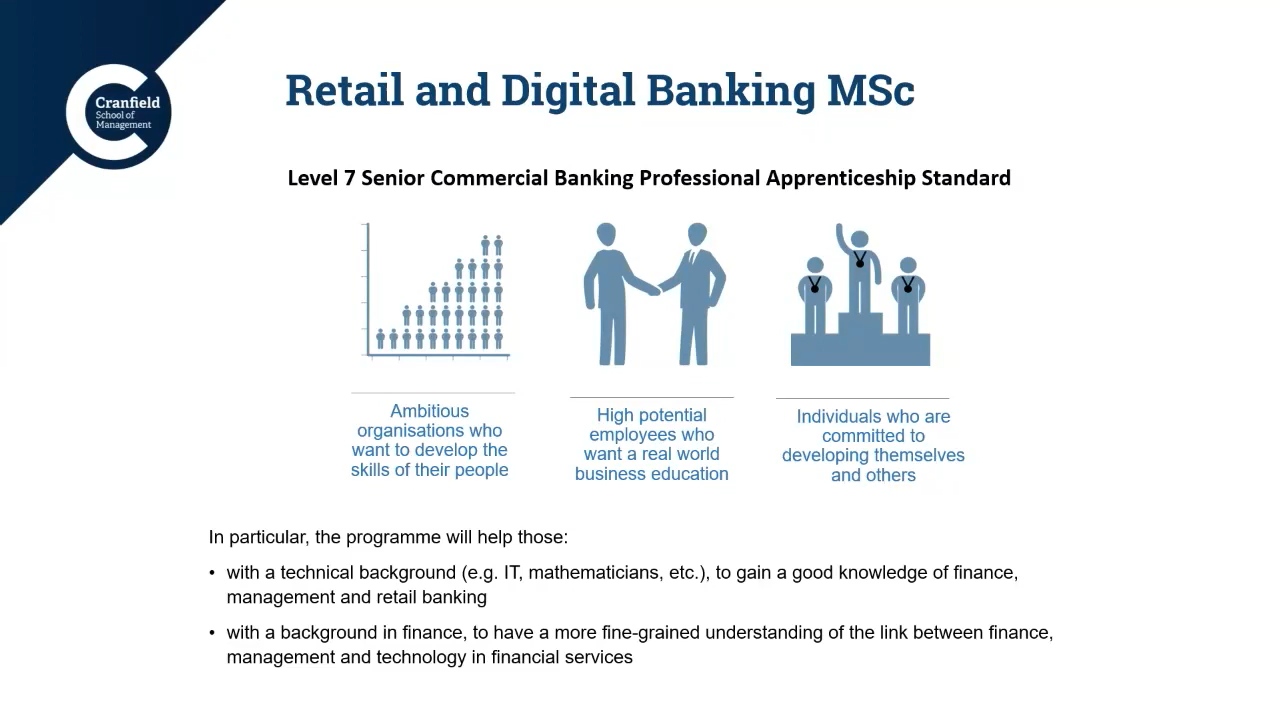 Cranfield
School of
Management
Retail and Digital Banking MSc
Level 7 Senior Commercial Banking Professional Apprenticeship Standard
Ambitious
organisations who
want to develop the
skills of their people
High potential
employees who
want a real world
business education
Individuals who are
committed to
developing themselves
and others
In particular, the programme will help those:
• with a technical background (e.g. IT, mathematicians, etc.), to gain a good knowledge of finance,
management and retail banking
• with a background in finance, to have a more fine-grained understanding of the link between finance,
management and technology in financial services